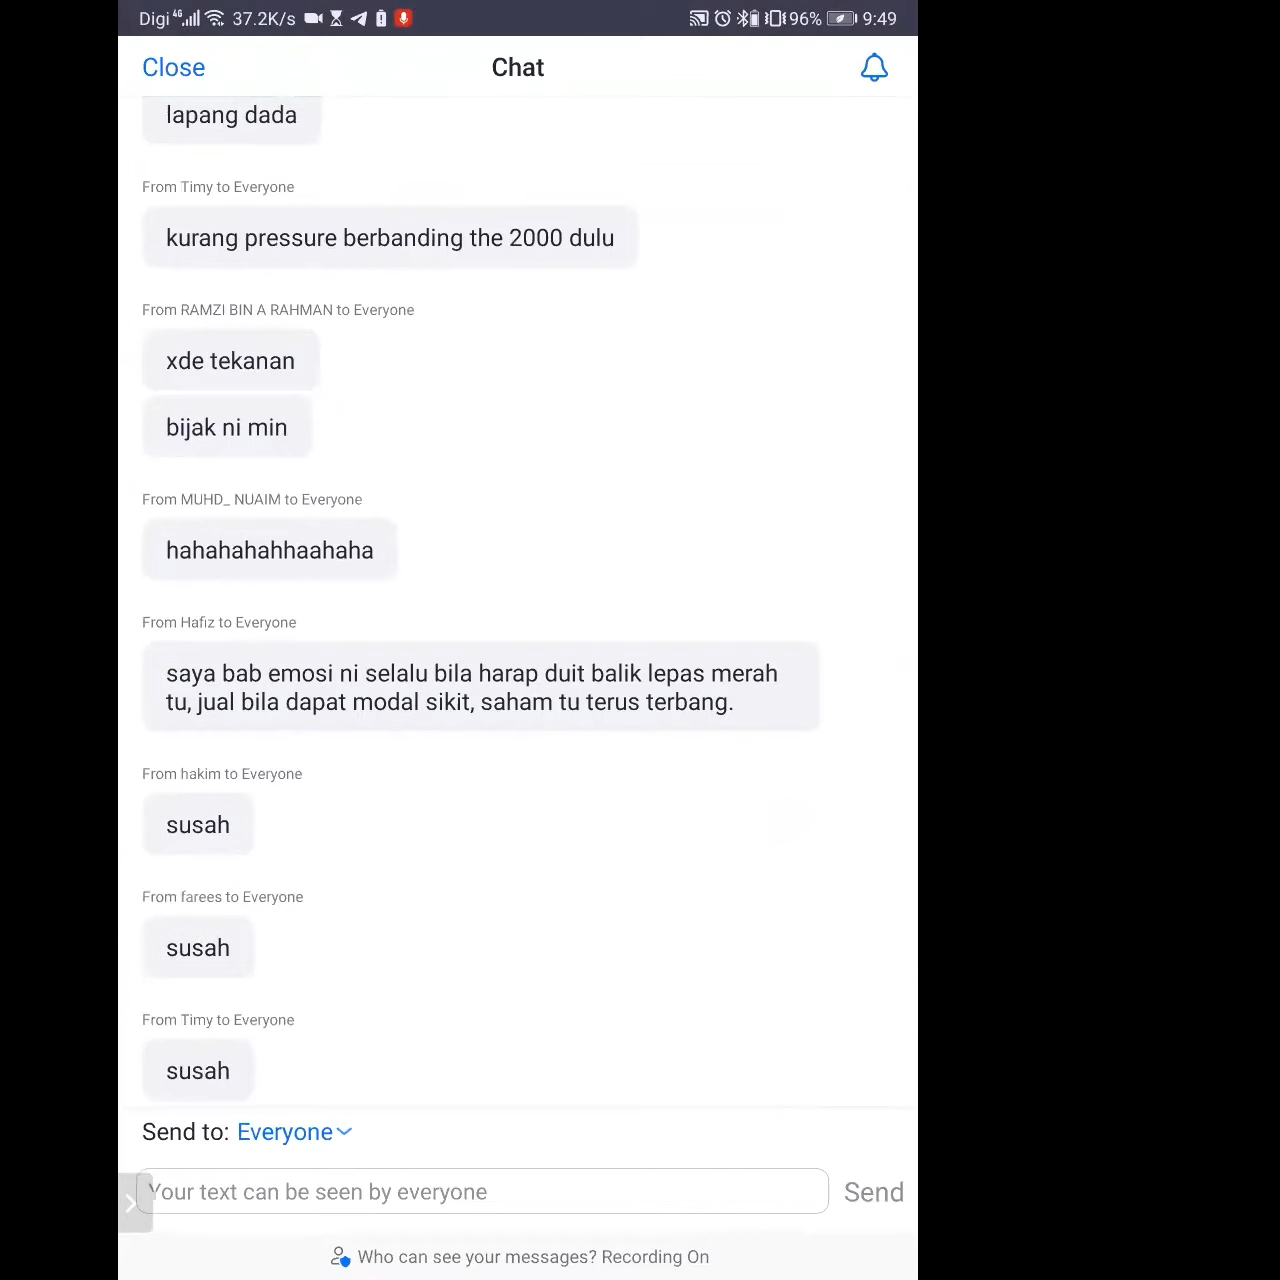 Digi 4G 37.2K/s 96% 9:49
Close Chat
lapang dada
From Timy to Everyone
kurang pressure berbanding the 2000 dulu
From RAMZI BIN A RAHMAN to Everyone
xde tekanan
bijak ni min
From MUHD_ NUAIM to Everyone
hahahahahhaahaha
From Hafiz to Everyone
saya bab emosi ni selalu bila harap duit balik lepas merah
tu, jual bila dapat modal sikit, saham tu terus terbang.
From hakim to Everyone
susah
From farees to Everyone
susah
From Timy to Everyone
susah
Send to: Everyone
Your text can be seen by everyone Send
Who can see your messages? Recording On